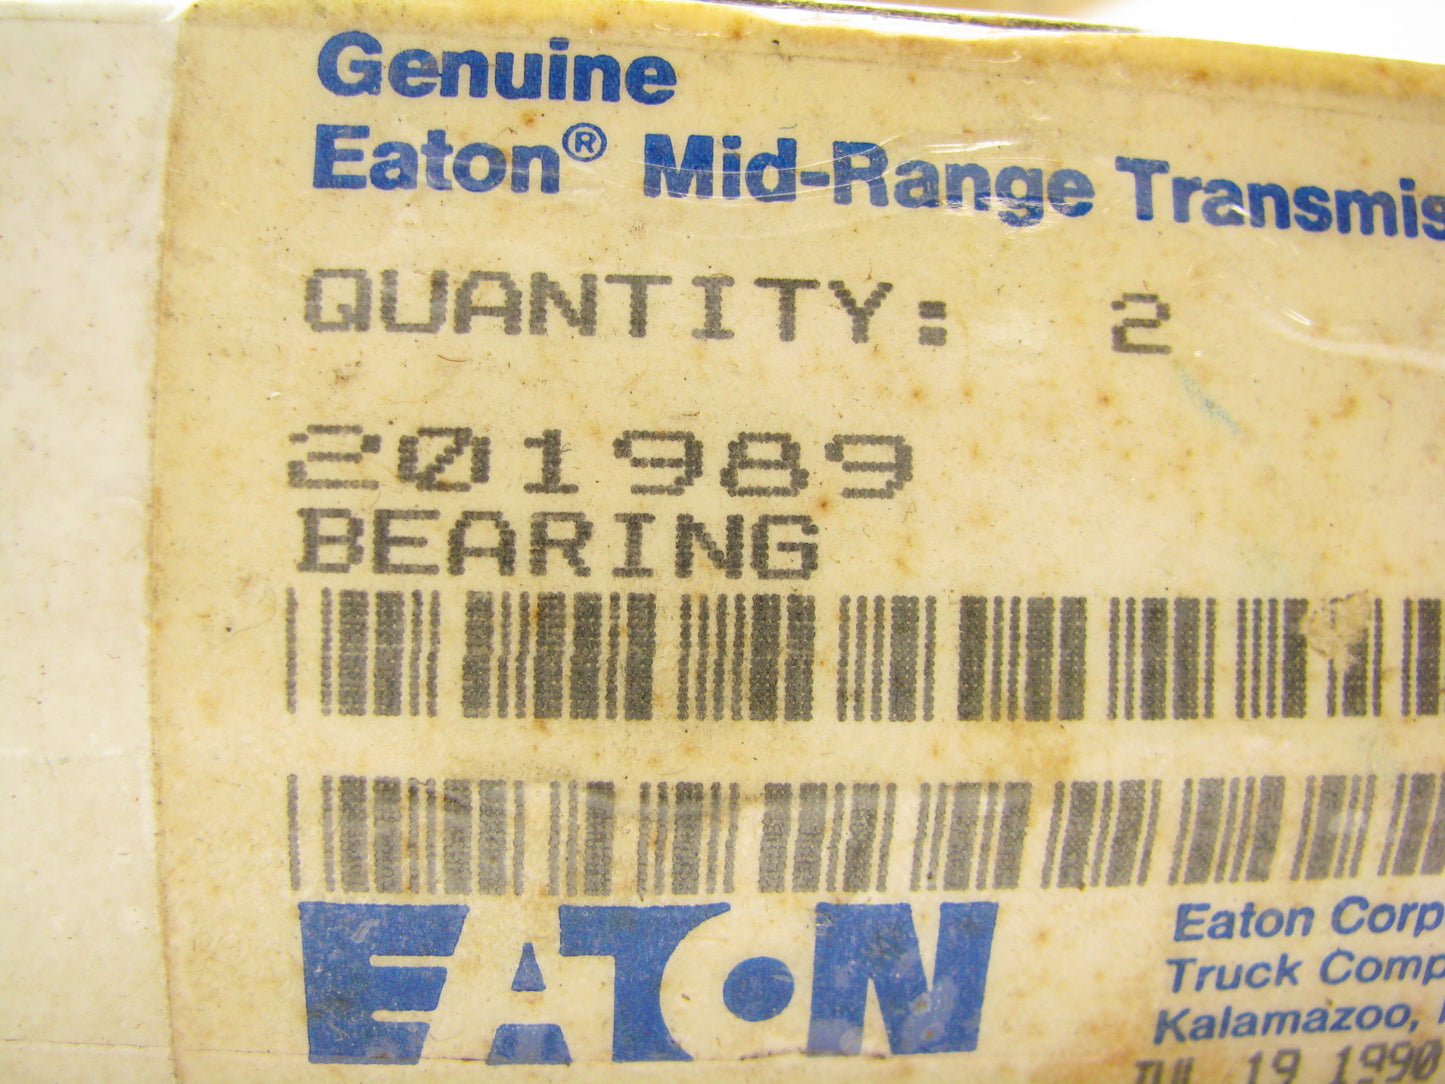 Genuine
Eaton® Mid-Range Transmis
QUANTITY: 2
201989
BEARING
EATON
Eaton Corp
Truck Comp
Kalamazoo,
JUL 19 1990